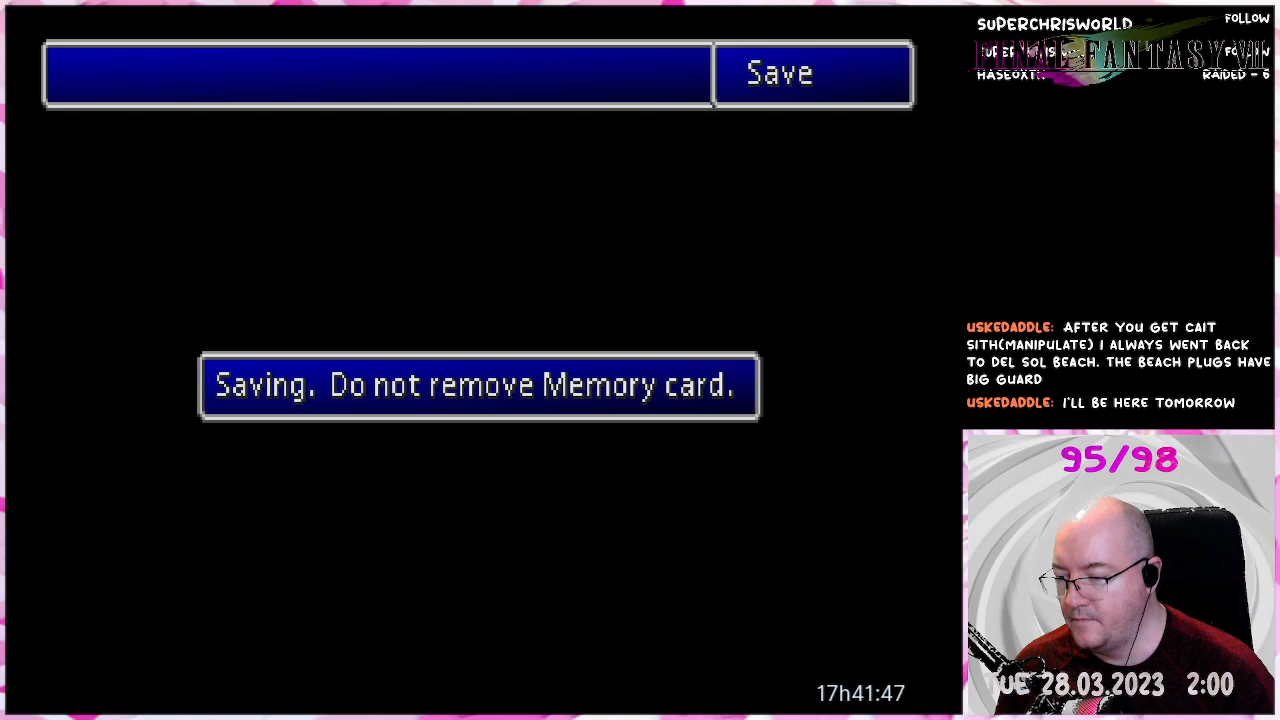 Save
Saving. Do not remove Memory card.
17h41:47
SUPERCHRISWORLD
FOLLOW
FINAL FANTASY VII
RAIDED - 6
USKEDADDLE: AFTER YOU GET CAIT
SITH(MANIPULATE) I ALWAYS WENT BACK
TO DEL SOL BEACH. THE BEACH PLUGS HAVE
BIG GUARD
USKEDADDLE: I'LL BE HERE TOMORROW
95/98
TUE 28.03.2023 2:00